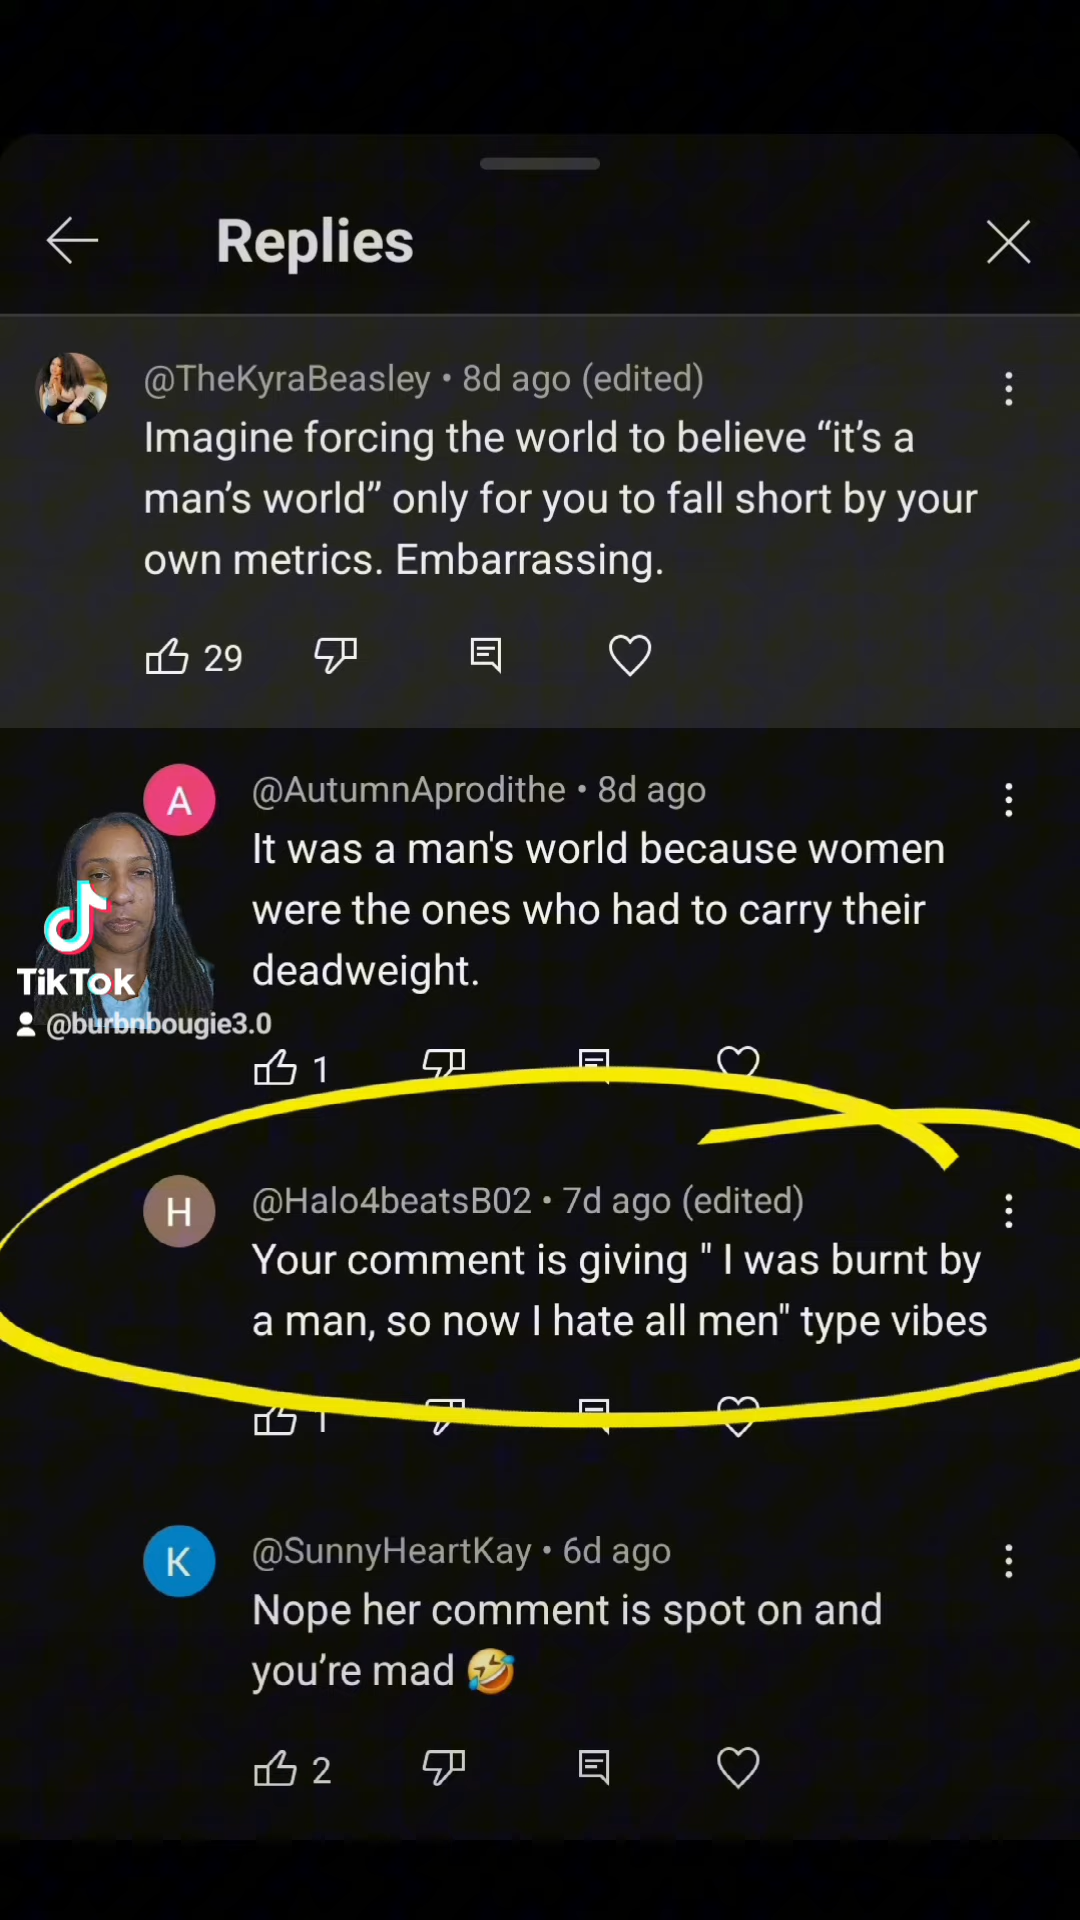 Replies
@TheKyraBeasley • 8d ago (edited)
Imagine forcing the world to believe “it’s a
man’s world” only for you to fall short by your
own metrics. Embarrassing.
29
A
@AutumnAprodithe • 8d ago
It was a man's world because women
were the ones who had to carry their
deadweight.
TikTok
@burbnbougie3.0
1
H
@Halo4beatsB02 • 7d ago (edited)
Your comment is giving " I was burnt by
a man, so now I hate all men" type vibes
1
K
@SunnyHeartKay • 6d ago
Nope her comment is spot on and
you’re mad 🤣
2